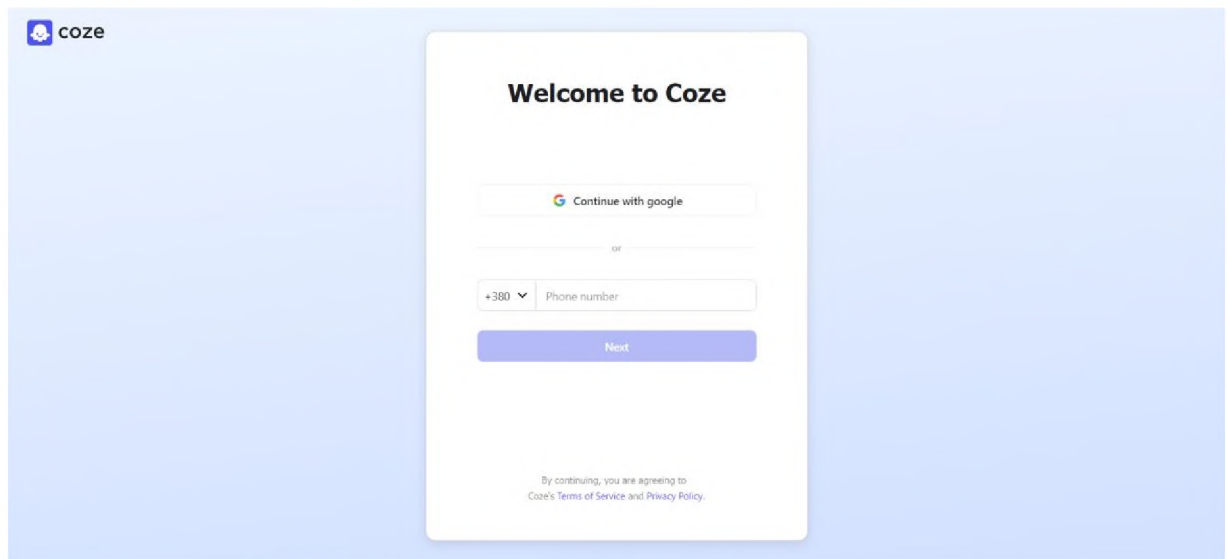 coze
Welcome to Coze
Continue with google
or
+380
Phone number
Next
By continuing, you are agreeing to
Coze's Terms of Service and Privacy Policy.